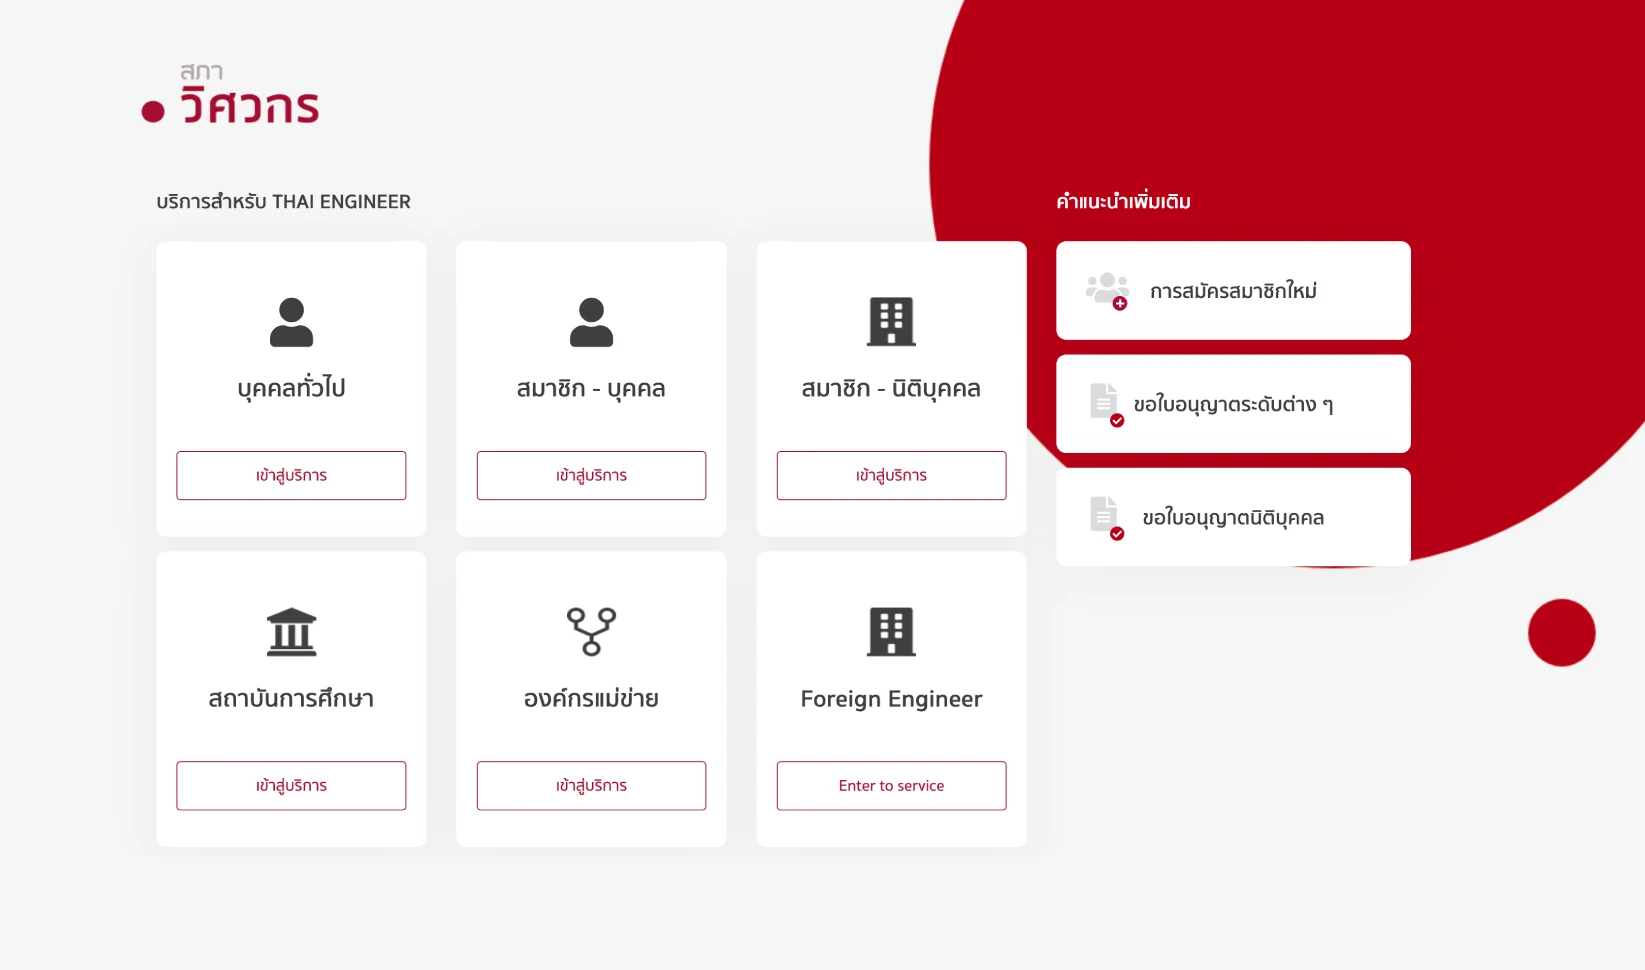 สภา
วิศวกร
บริการสำหรับ THAI ENGINEER
บุคคลทั่วไป
เข้าสู่บริการ
สมาชิก - บุคคล
เข้าสู่บริการ
สมาชิก - นิติบุคคล
เข้าสู่บริการ
สถาบันการศึกษา
เข้าสู่บริการ
องค์กรแม่ข่าย
เข้าสู่บริการ
Foreign Engineer
Enter to service
คำแนะนำเพิ่มเติม
การสมัครสมาชิกใหม่
ขอใบอนุญาตระดับต่าง ๆ
ขอใบอนุญาตนิติบุคคล